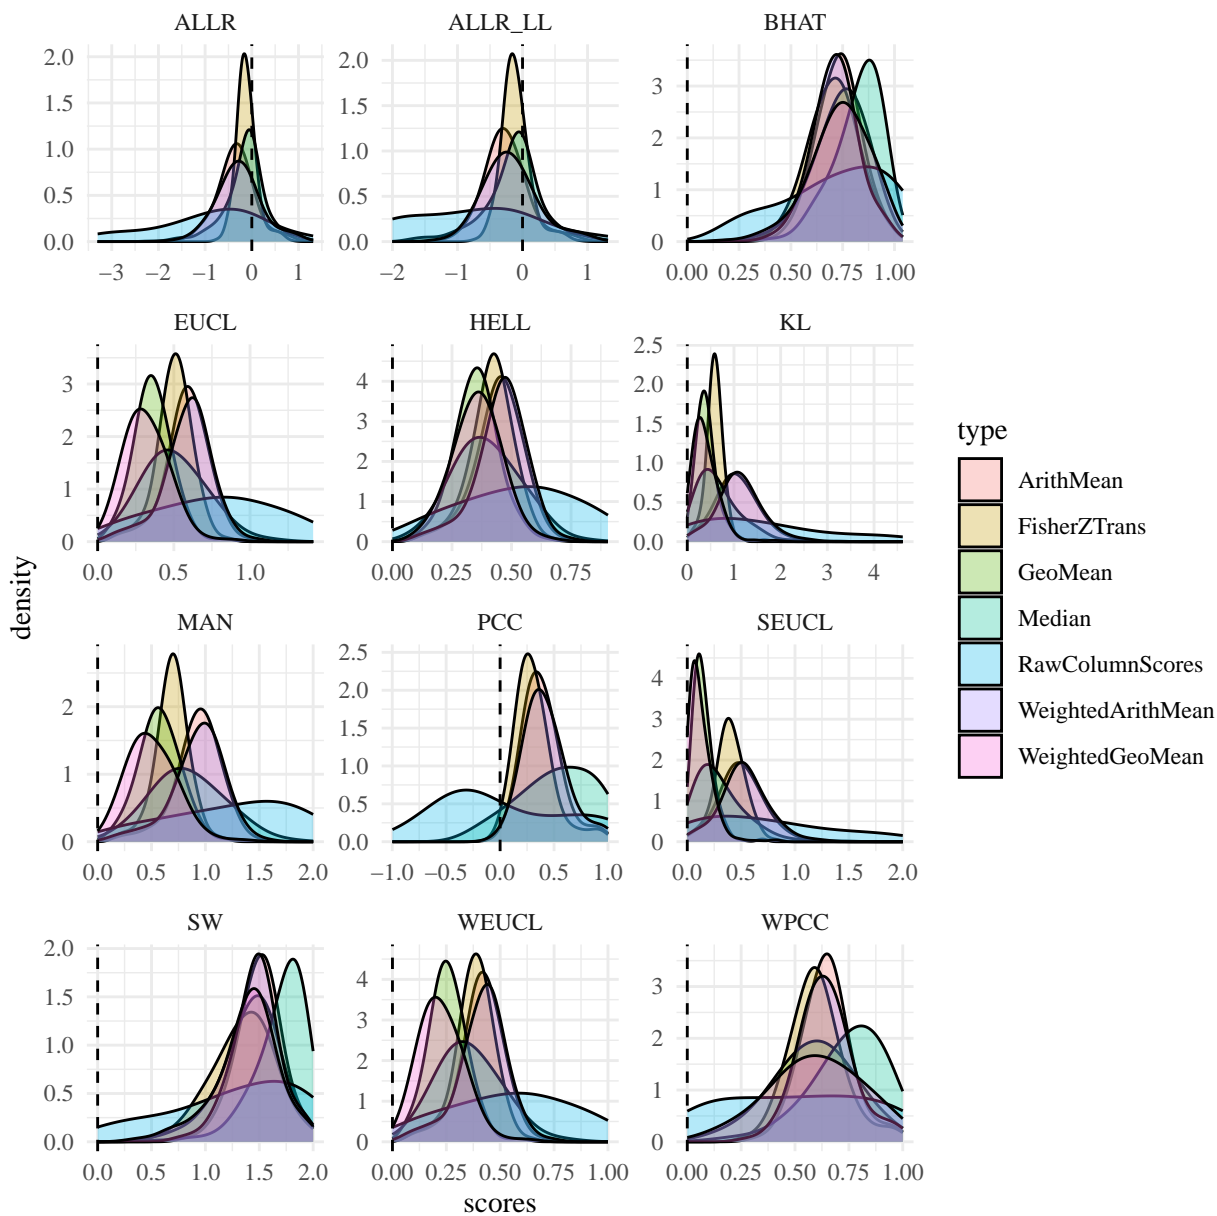 ALLR ALLR_LL BHAT
2.0 1.5 1.0 0.5 0.0
−3 −2 −1 0 1
2.0 1.5 1.0 0.5 0.0
−2 −1 0 1
3 2 1 0
0.00 0.25 0.50 0.75 1.00
EUCL HELL KL
3 2 1 0
0.0 0.5 1.0
4 3 2 1 0
0.00 0.25 0.50 0.75
2.5 2.0 1.5 1.0 0.5 0.0
0 1 2 3 4
MAN PCC SEUCL
2 1 0
0.0 0.5 1.0 1.5 2.0
2.5 2.0 1.5 1.0 0.5 0.0
−1.0 −0.5 0.0 0.5 1.0
4 3 2 1 0
0.0 0.5 1.0 1.5 2.0
SW WEUCL WPCC
2.0 1.5 1.0 0.5 0.0
0.0 0.5 1.0 1.5 2.0
4 3 2 1 0
0.00 0.25 0.50 0.75 1.00
3 2 1 0
0.00 0.25 0.50 0.75 1.00
density
scores
type
ArithMean
FisherZTrans
GeoMean
Median
RawColumnScores
WeightedArithMean
WeightedGeoMean